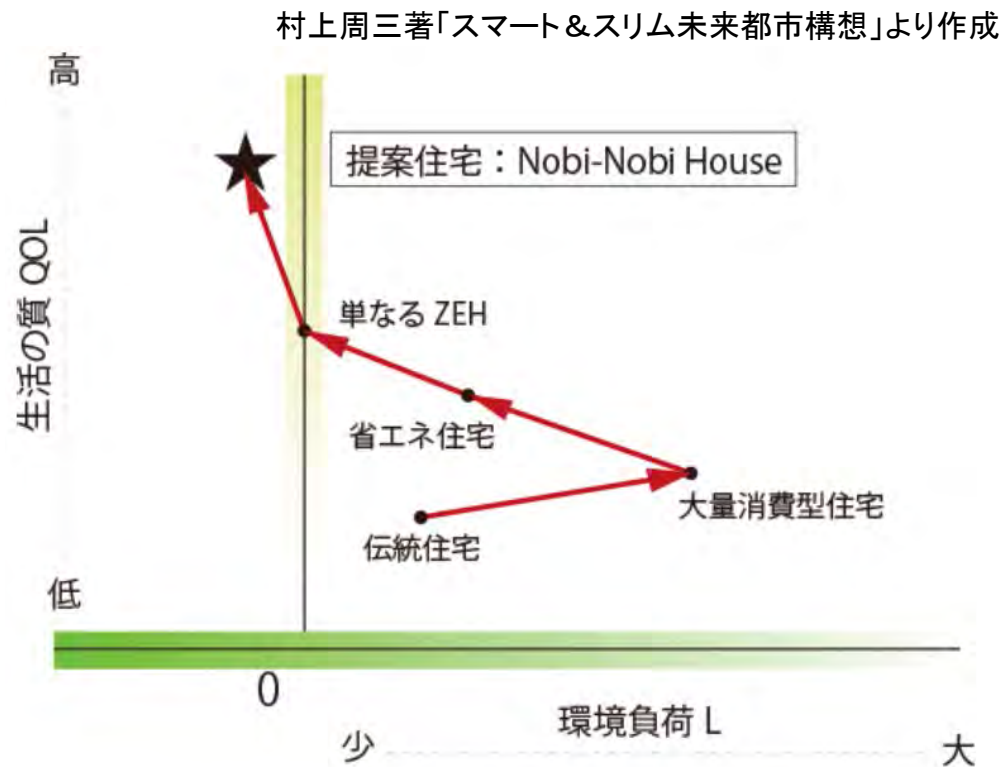 村上周三著「スマート＆スリム未来都市構想」より作成
高
提案住宅：Nobi-Nobi House
生活の質 QOL
単なる ZEH
省エネ住宅
大量消費型住宅
伝統住宅
低
0
環境負荷 L
少
大